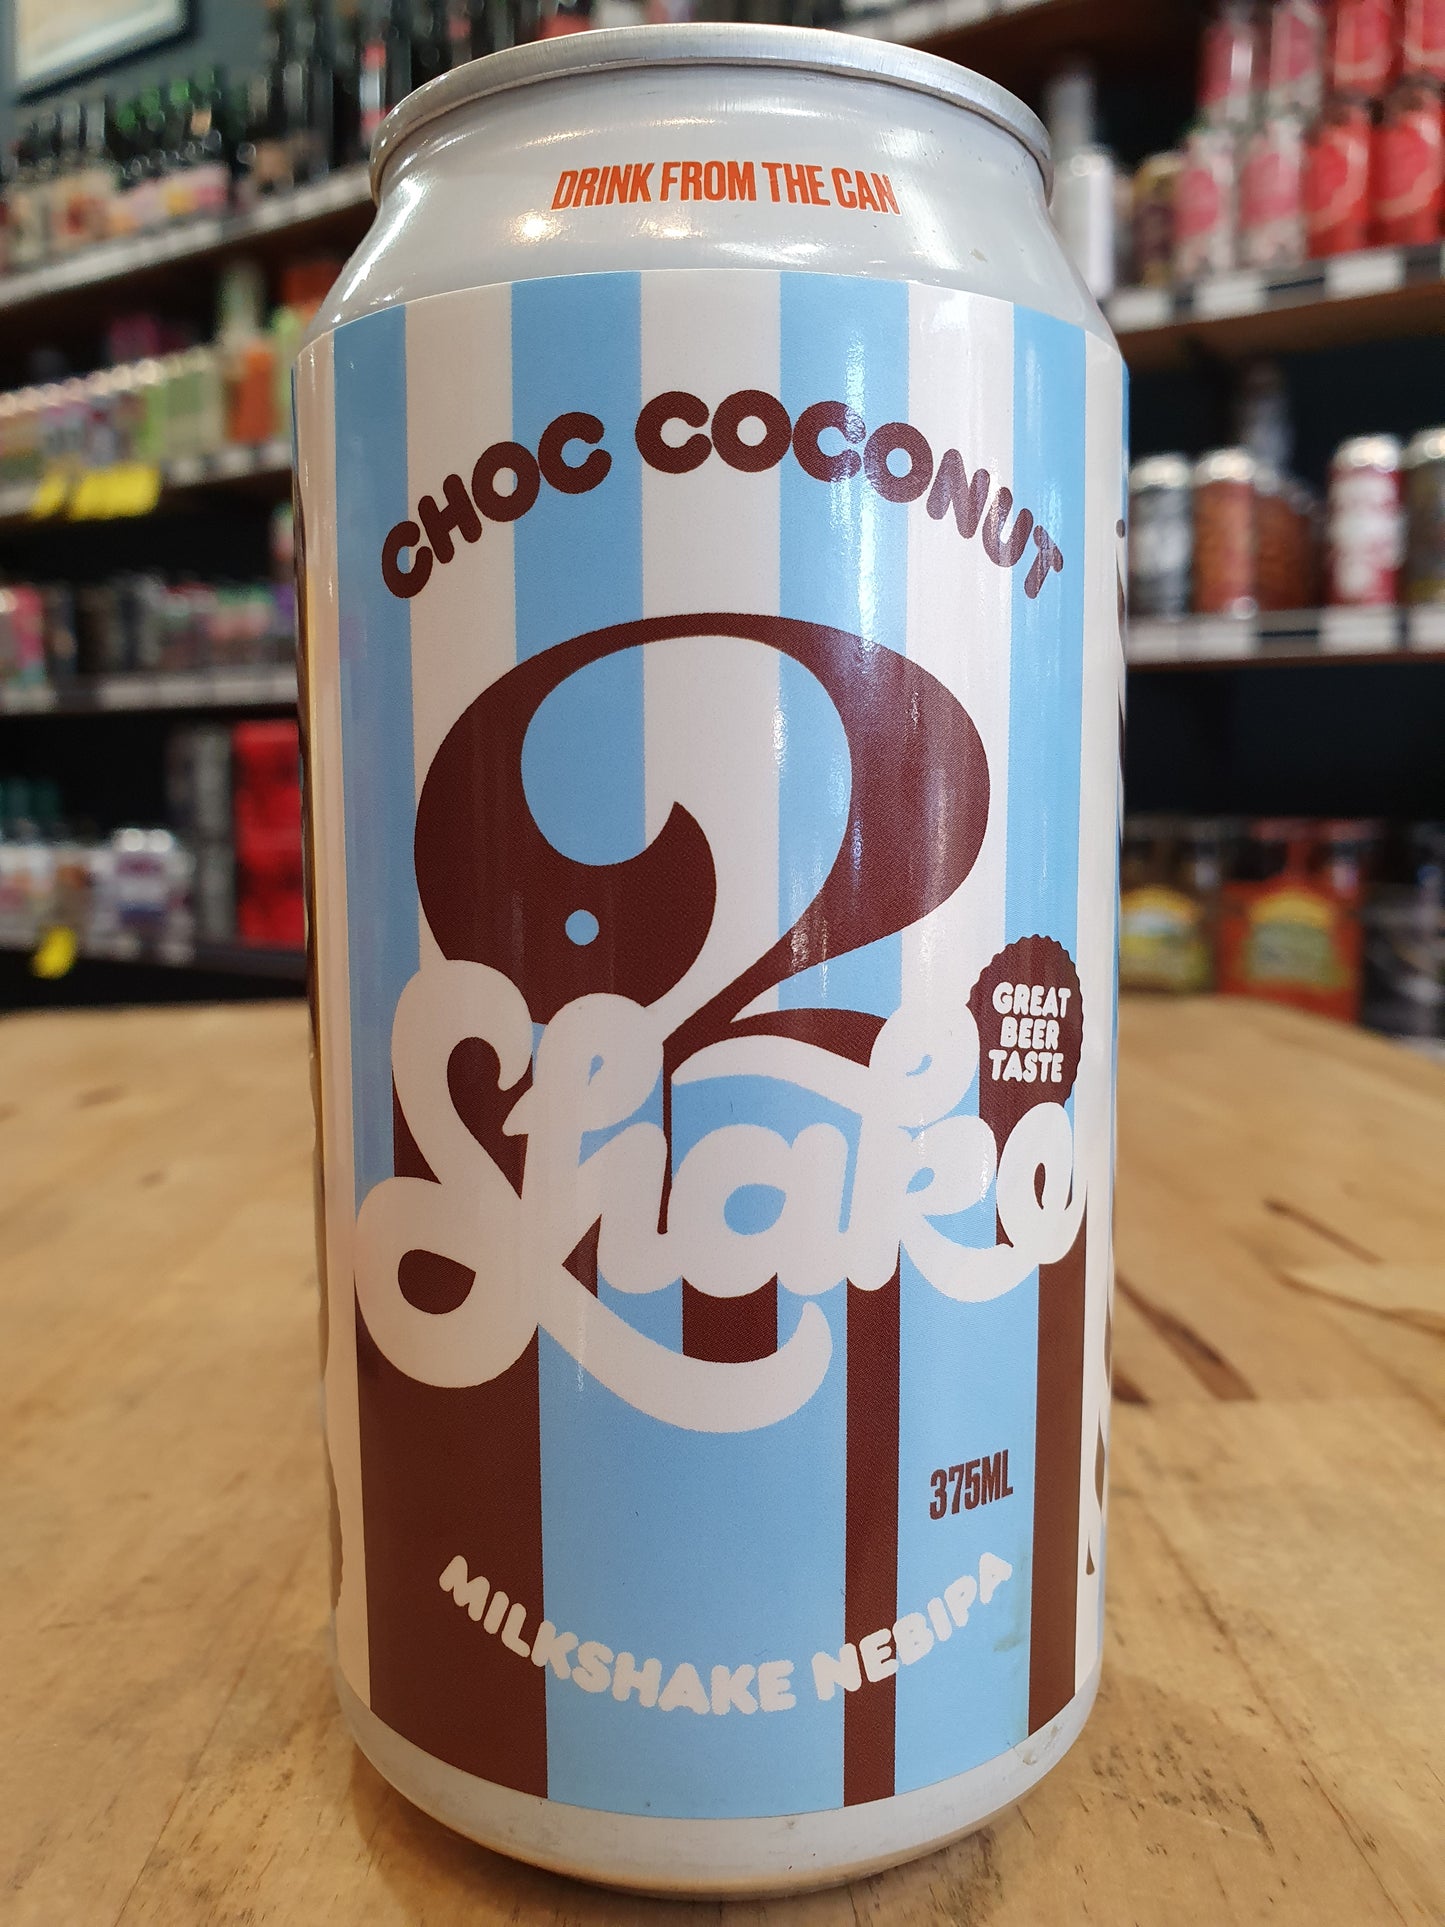 DRINK FROM THE CAN
CHOC COCONUT
2
Shake
GREAT
BEER
TASTE
375ML
MILKSHAKE NEBIPA